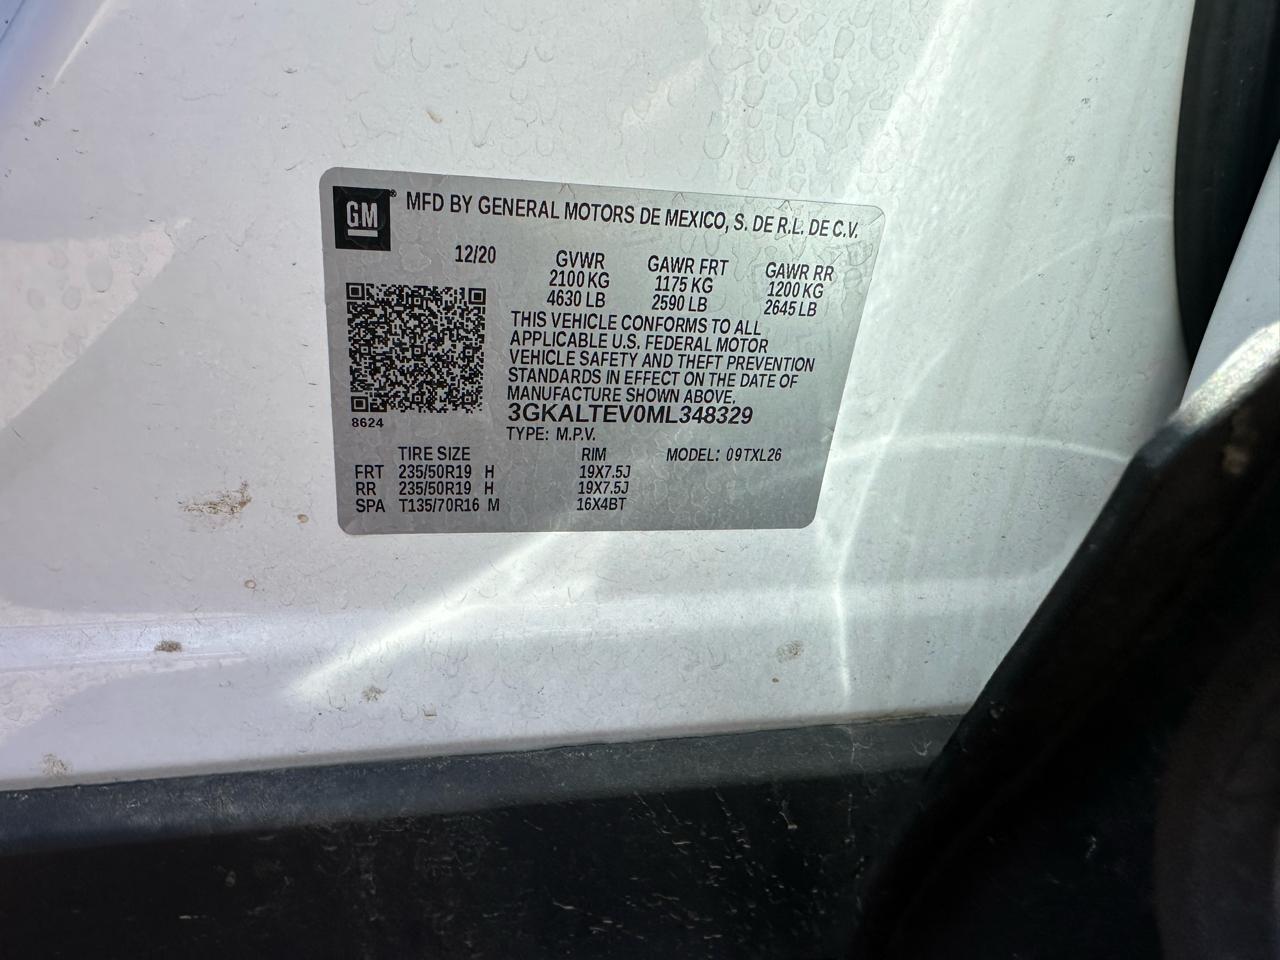 GM ® MFD BY GENERAL MOTORS DE MEXICO, S. DE R.L. DE C.V.
12/20 GVWR GAWR FRT GAWR RR
2100 KG 1175 KG 1200 KG
4630 LB 2590 LB 2645 LB
THIS VEHICLE CONFORMS TO ALL
APPLICABLE U.S. FEDERAL MOTOR
VEHICLE SAFETY AND THEFT PREVENTION
STANDARDS IN EFFECT ON THE DATE OF
MANUFACTURE SHOWN ABOVE.
3GKALTEV0ML348329
8624
TYPE: M.P.V.
TIRE SIZE RIM MODEL: 09TXL26
FRT 235/50R19 H 19X7.5J
RR 235/50R19 H 19X7.5J
SPA T135/70R16 M 16X4BT